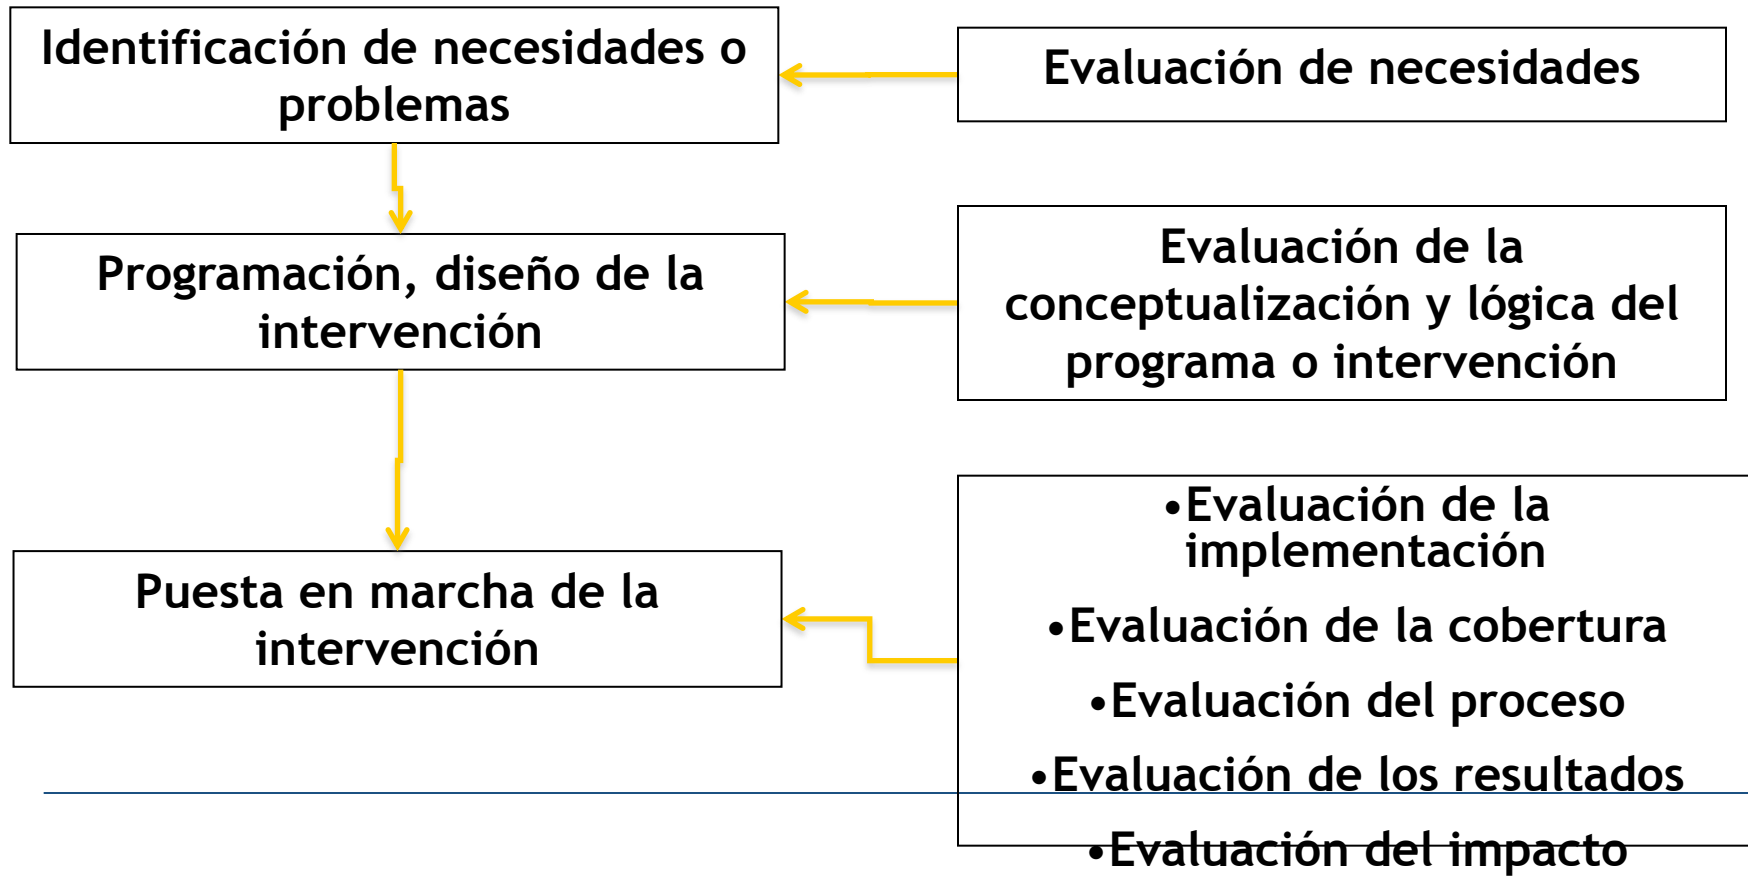 Identificación de necesidades o
problemas
Evaluación de necesidades
Programación, diseño de la
intervención
Evaluación de la
conceptualización y lógica del
programa o intervención
Puesta en marcha de la
intervención
•Evaluación de la
implementación
•Evaluación de la cobertura
•Evaluación del proceso
•Evaluación de los resultados
•Evaluación del impacto